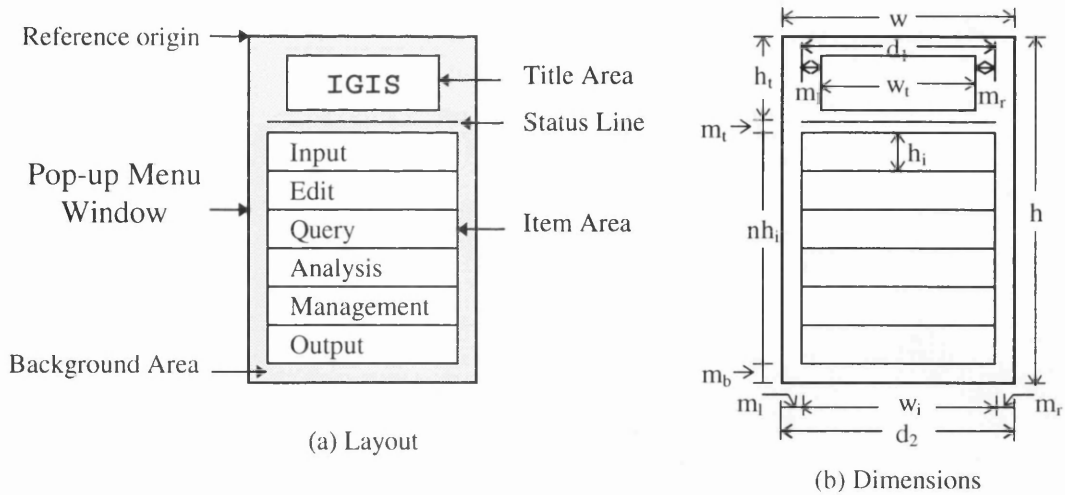 Reference origin
IGIS
Title Area
Status Line
Pop-up Menu
Window
Input
Edit
Query
Analysis
Management
Output
Item Area
Background Area
(a) Layout
w
d₁
hₜ
mₗ
wₜ
mᵣ
mₜ
hᵢ
nhᵢ
h
m_b
mₗ
wᵢ
mᵣ
d₂
(b) Dimensions